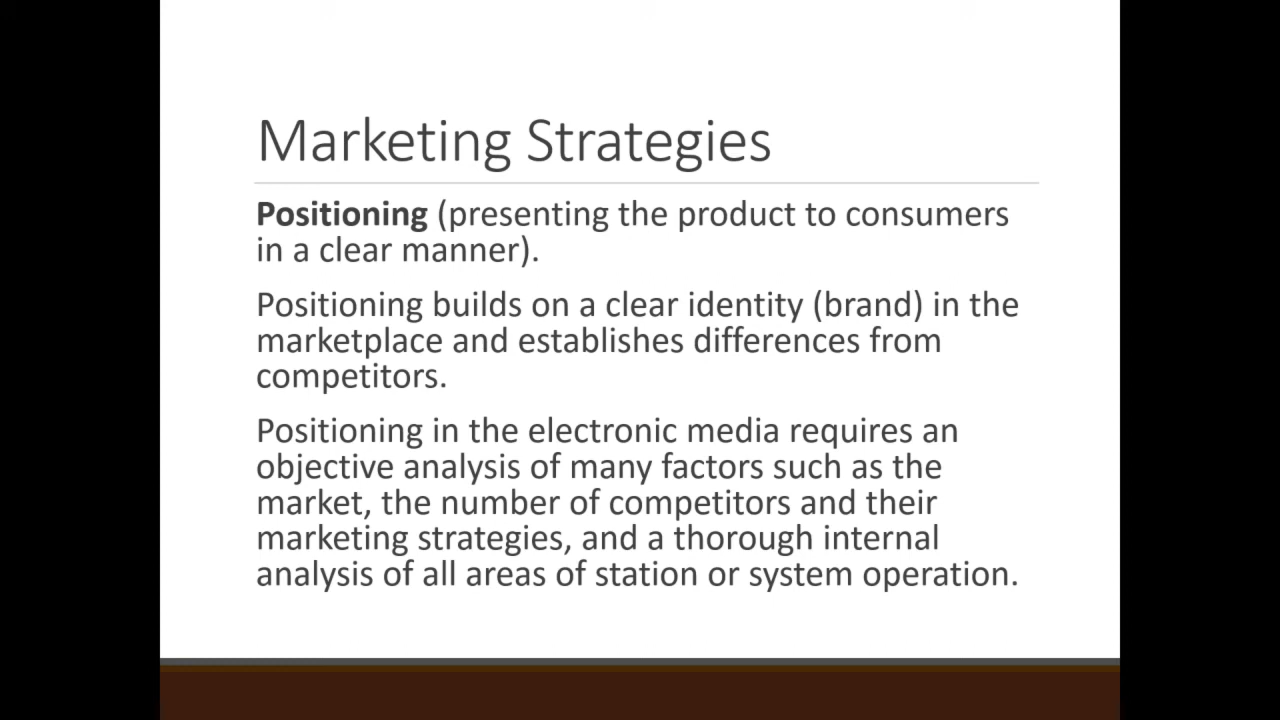 Marketing Strategies
Positioning (presenting the product to consumers
in a clear manner).
Positioning builds on a clear identity (brand) in the
marketplace and establishes differences from
competitors.
Positioning in the electronic media requires an
objective analysis of many factors such as the
market, the number of competitors and their
marketing strategies, and a thorough internal
analysis of all areas of station or system operation.